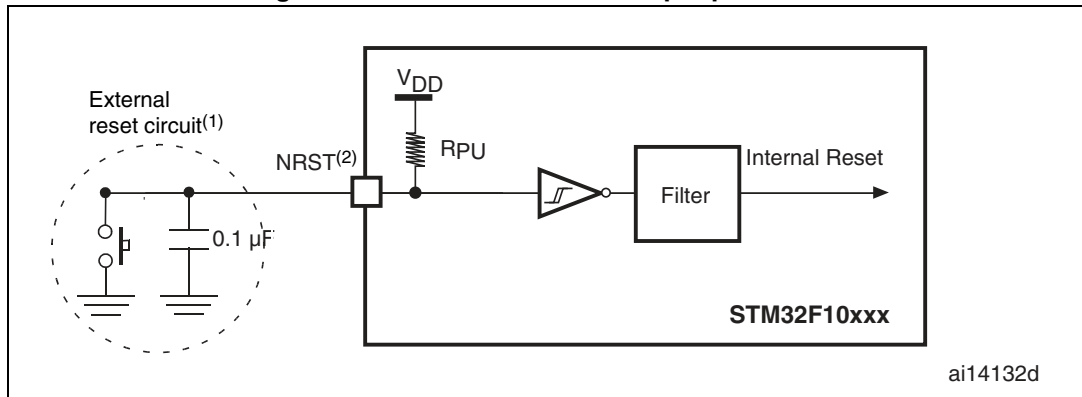 External
reset circuit(1)
VDD
NRST(2)
RPU
Internal Reset
Filter
0.1 µF
STM32F10xxx
ai14132d